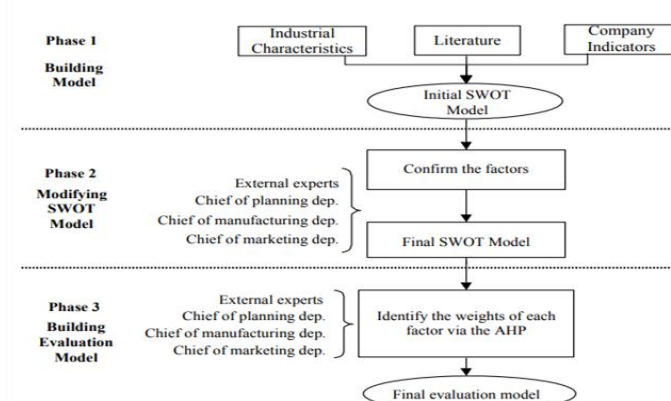 Phase 1
Building
Model
Industrial
Characteristics
Literature
Company
Indicators
Initial SWOT
Model
Phase 2
Modifying
SWOT
Model
External experts
Chief of planning dep.
Chief of manufacturing dep.
Chief of marketing dep.
Confirm the factors
Final SWOT Model
Phase 3
Building
Evaluation
Model
External experts
Chief of planning dep.
Chief of manufacturing dep.
Chief of marketing dep.
Identify the weights of each
factor via the AHP
Final evaluation model